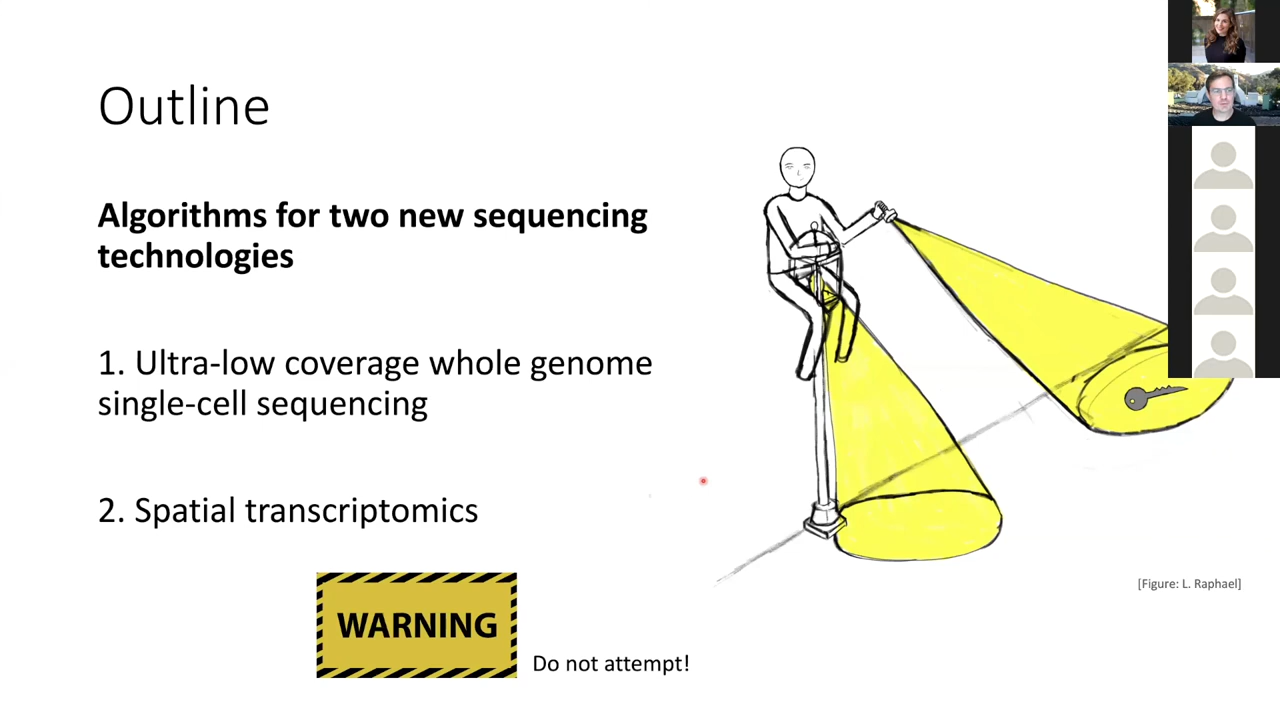 Outline
Algorithms for two new sequencing
technologies
1. Ultra-low coverage whole genome
single-cell sequencing
2. Spatial transcriptomics
[Figure: L. Raphael]
WARNING
Do not attempt!